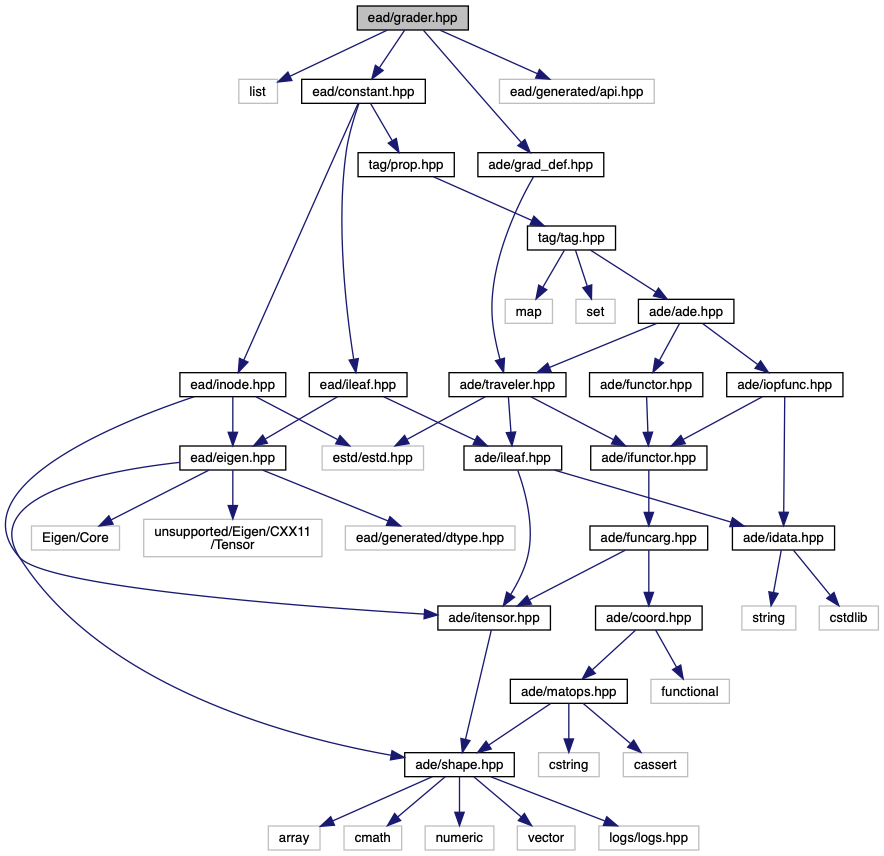 ead/grader.hpp
list
ead/constant.hpp
ead/generated/api.hpp
tag/prop.hpp
ade/grad_def.hpp
tag/tag.hpp
map
set
ade/ade.hpp
ead/inode.hpp
ead/ileaf.hpp
ade/traveler.hpp
ade/functor.hpp
ade/iopfunc.hpp
ead/eigen.hpp
estd/estd.hpp
ade/ileaf.hpp
ade/ifunctor.hpp
Eigen/Core
unsupported/Eigen/CXX11
/Tensor
ead/generated/dtype.hpp
ade/funcarg.hpp
ade/idata.hpp
ade/itensor.hpp
ade/coord.hpp
string
cstdlib
ade/matops.hpp
functional
ade/shape.hpp
cstring
cassert
array
cmath
numeric
vector
logs/logs.hpp